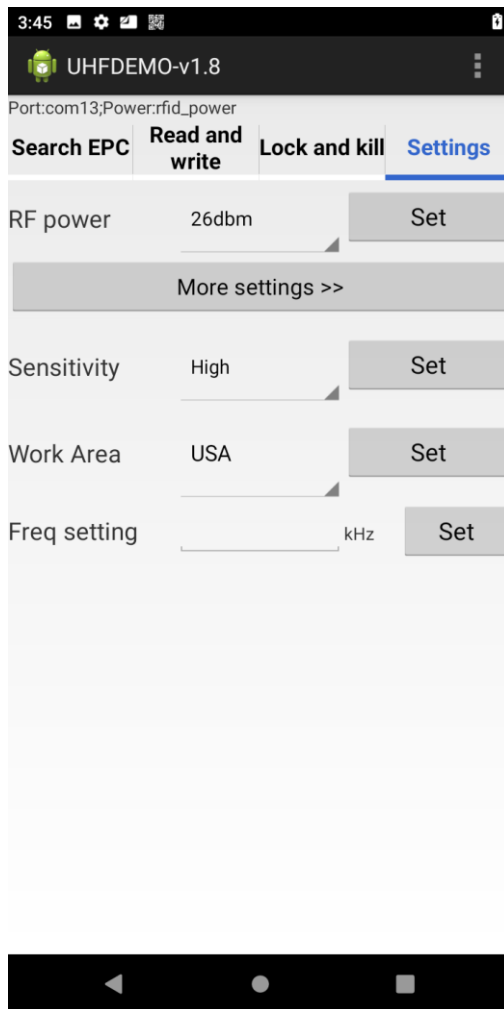 3:45
UHFDEMO-v1.8
Port:com13;Power:rfid_power
Search EPC
Read and
write
Lock and kill
Settings
RF power 26dbm Set
More settings >>
Sensitivity High Set
Work Area USA Set
Freq setting kHz Set